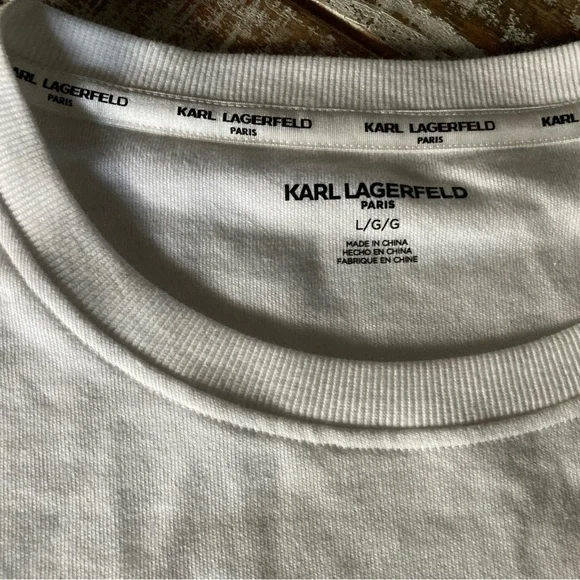 KARL LAGERFELD
PARIS
KARL LAGERFELD
PARIS
KARL LAGERFELD
PARIS
KA
KARL LAGERFELD
PARIS
L/G/G
MADE IN CHINA
HECHO EN CHINA
FABRIQUE EN CHINE